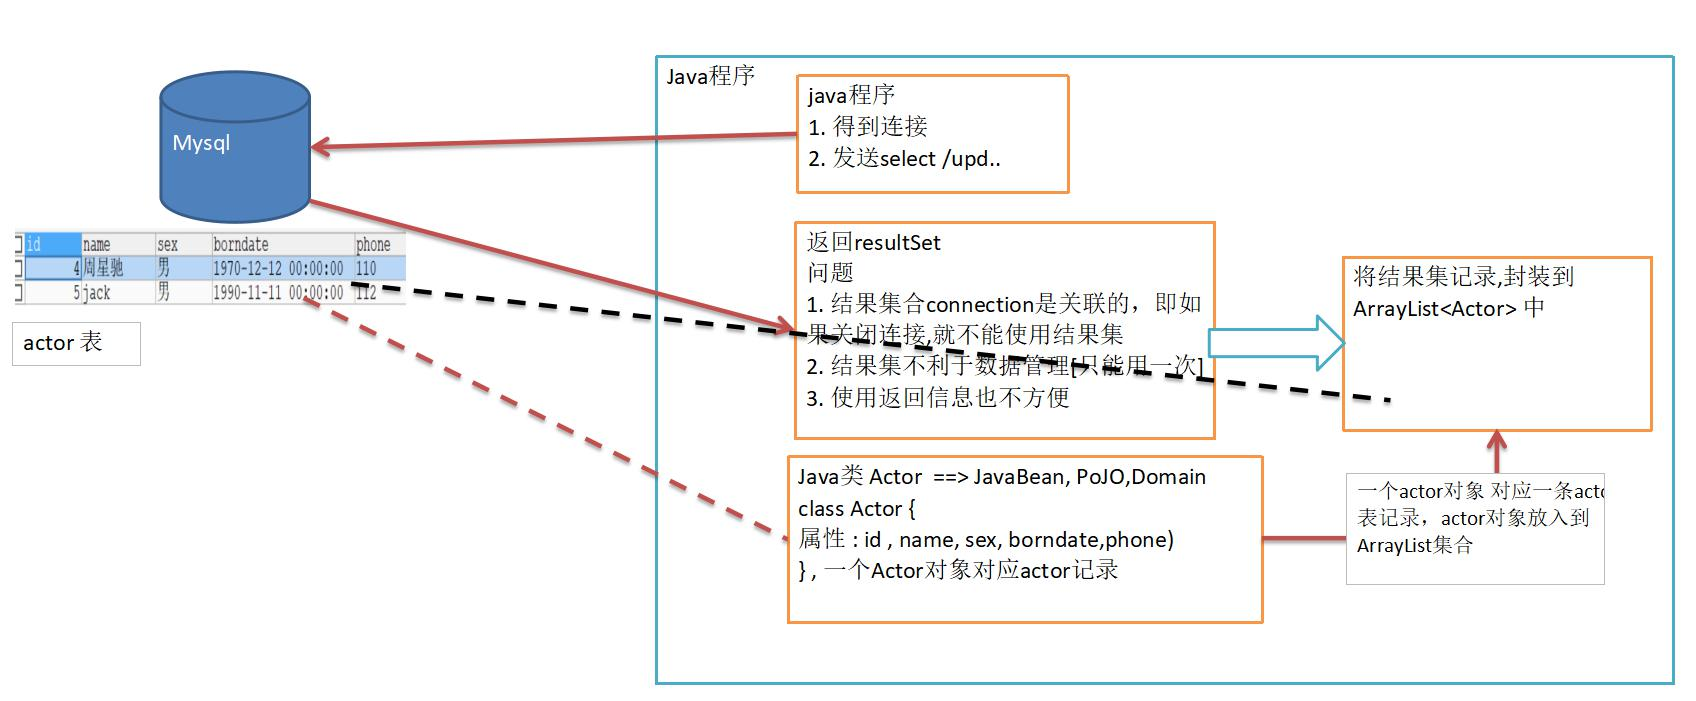 Java程序
java程序
1. 得到连接
2. 发送select /upd..
Mysql
id name sex borndate phone
4 周星驰 男 1970-12-12 00:00:00 110
5 jack 男 1990-11-11 00:00:00 112
actor 表
返回resultSet
问题
1. 结果集合connection是关联的，即如
果关闭连接,就不能使用结果集
2. 结果集不利于数据管理[只能用一次]
3. 使用返回信息也不方便
将结果集记录,封装到
ArrayList<Actor> 中
Java类 Actor ==> JavaBean, PoJO,Domain
class Actor {
属性 : id , name, sex, borndate,phone)
} , 一个Actor对象对应actor记录
一个actor对象 对应一条acto
表记录，actor对象放入到
ArrayList集合